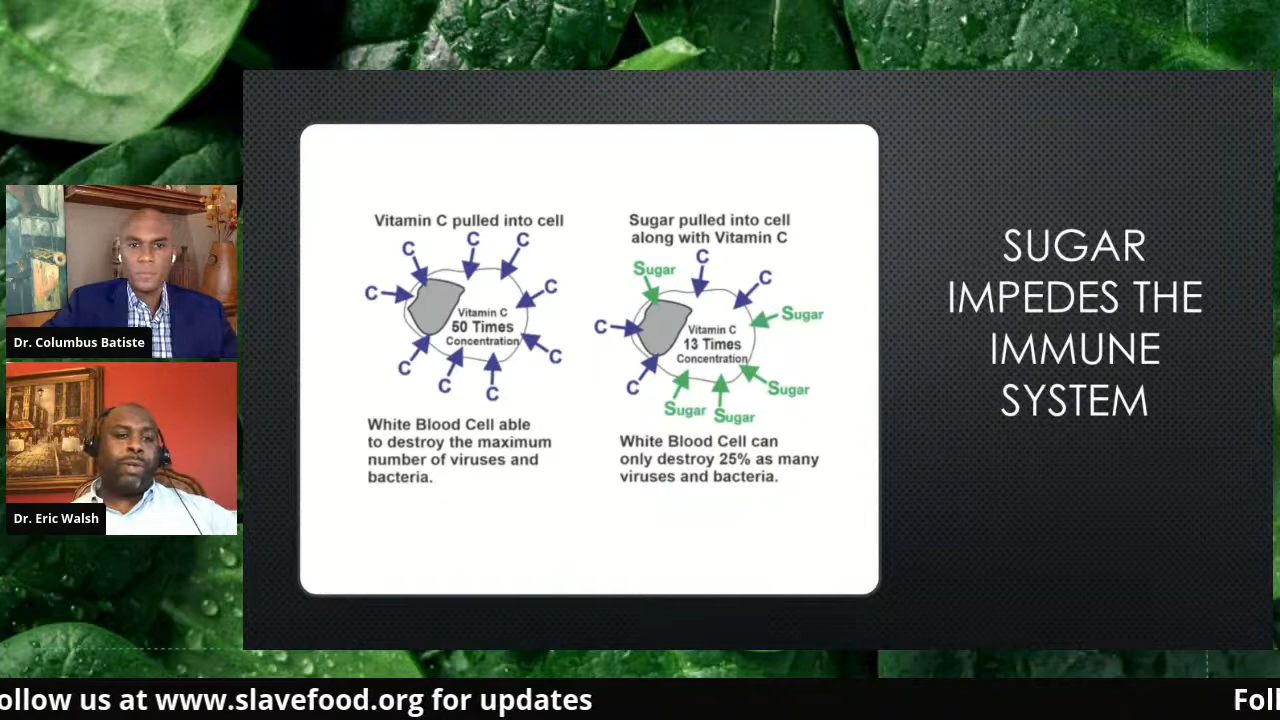 Vitamin C pulled into cell
C
C
C
C
C
C
C
C
C
C
Vitamin C
50 Times
Concentration
White Blood Cell able
to destroy the maximum
number of viruses and
bacteria.
Sugar pulled into cell
along with Vitamin C
C
Sugar
C
Sugar
C
Vitamin C
13 Times
Concentration
C
Sugar
Sugar
Sugar
White Blood Cell can
only destroy 25% as many
viruses and bacteria.
SUGAR
IMPEDES THE
IMMUNE
SYSTEM
Dr. Columbus Batiste
Dr. Eric Walsh
ollow us at www.slavefood.org for updates
Foll